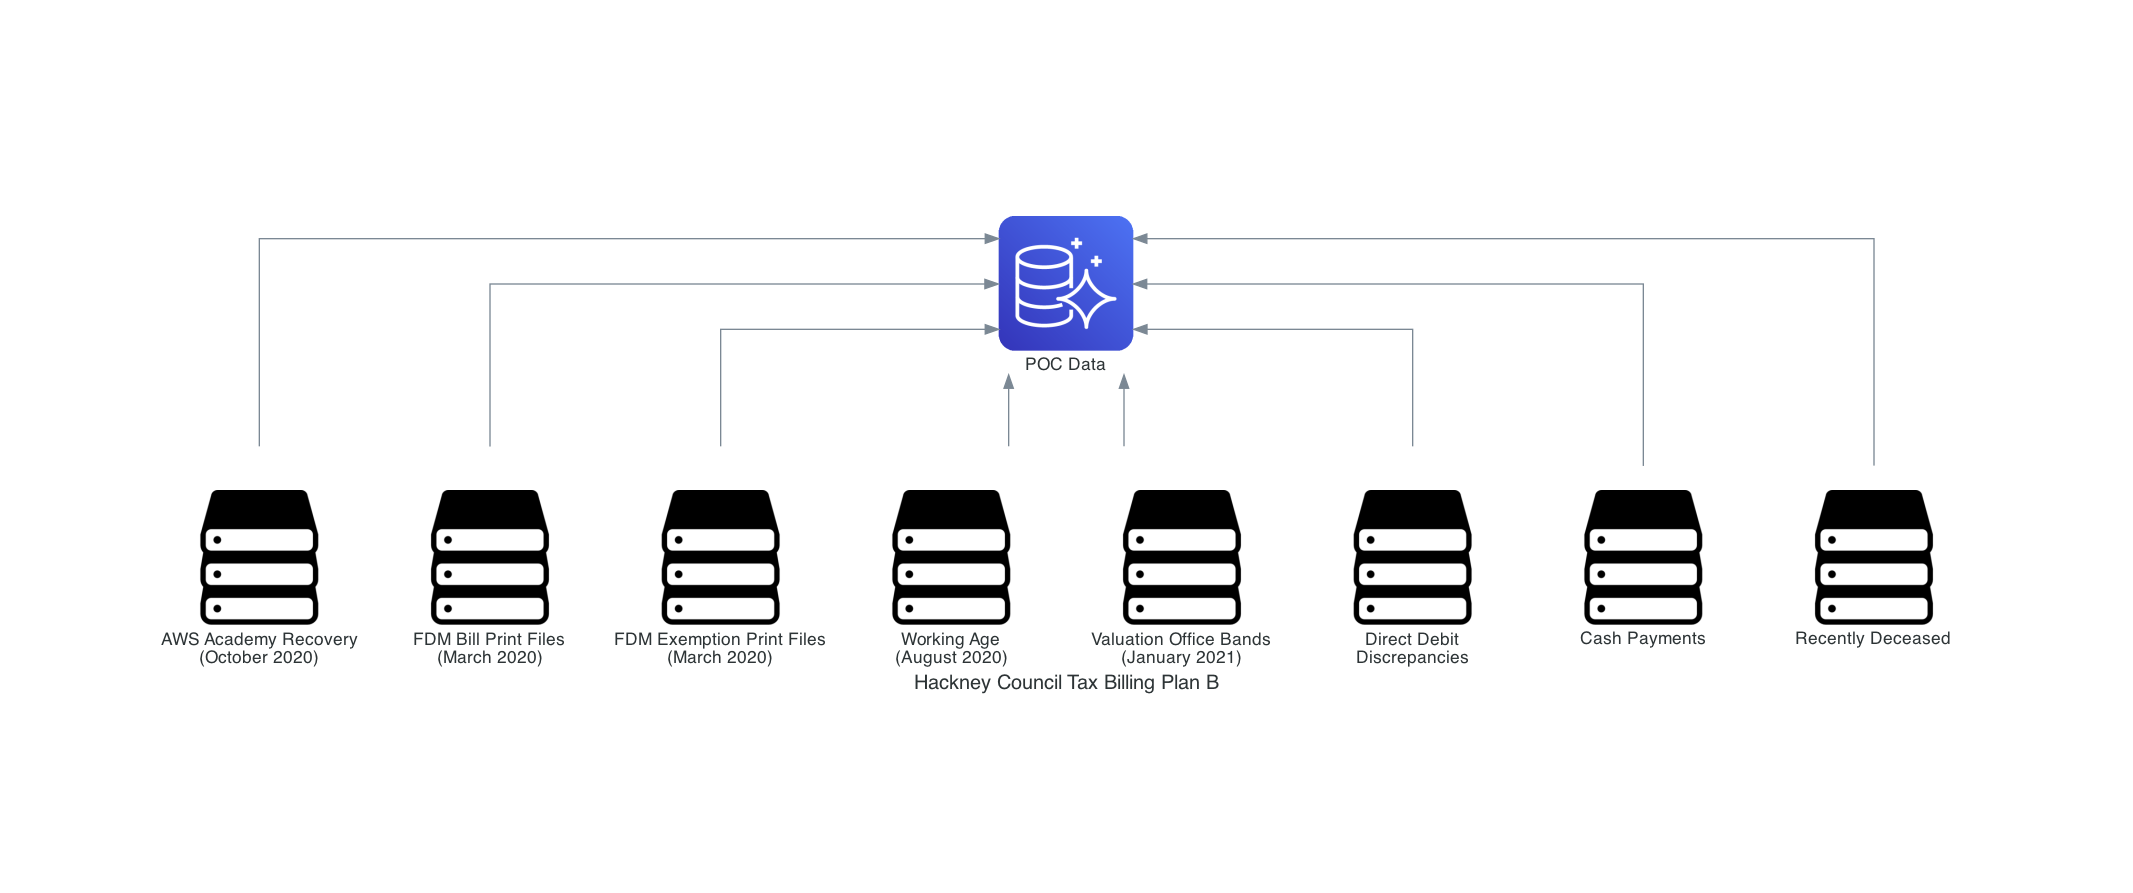 POC Data
AWS Academy Recovery
(October 2020)
FDM Bill Print Files
(March 2020)
FDM Exemption Print Files
(March 2020)
Working Age
(August 2020)
Valuation Office Bands
(January 2021)
Direct Debit
Discrepancies
Cash Payments
Recently Deceased
Hackney Council Tax Billing Plan B